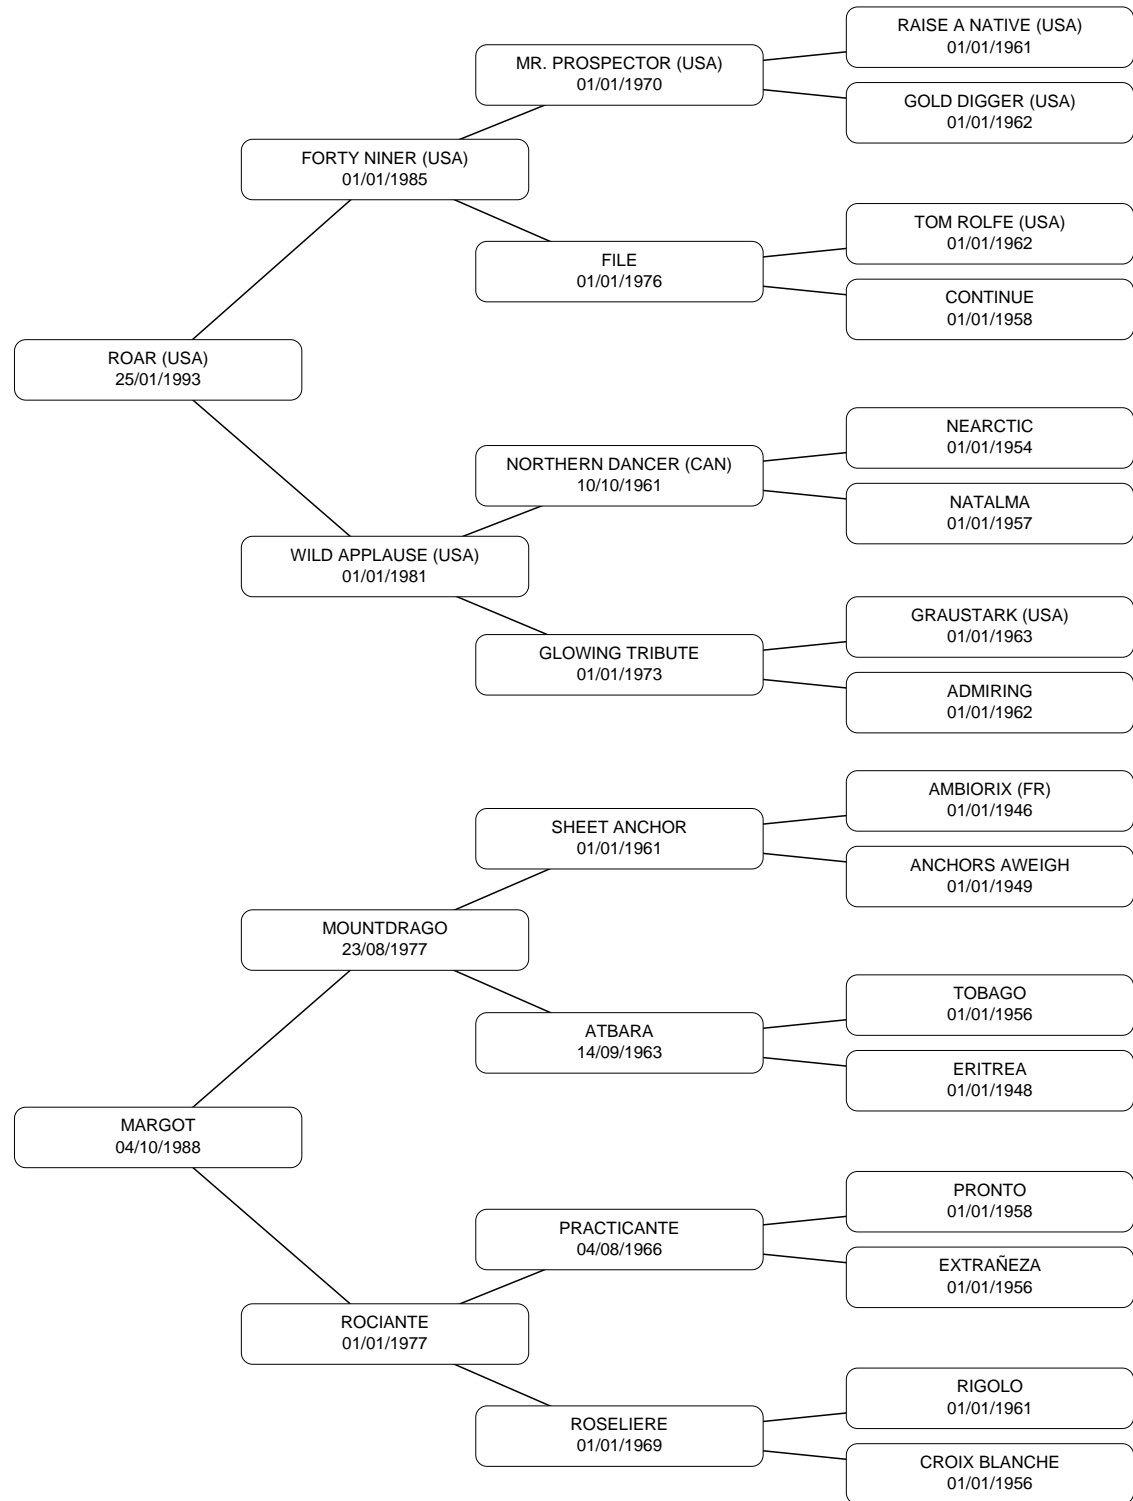 RAISE A NATIVE (USA)
01/01/1961
MR. PROSPECTOR (USA)
01/01/1970
GOLD DIGGER (USA)
01/01/1962
FORTY NINER (USA)
01/01/1985
TOM ROLFE (USA)
01/01/1962
FILE
01/01/1976
CONTINUE
01/01/1958
ROAR (USA)
25/01/1993
NEARCTIC
01/01/1954
NORTHERN DANCER (CAN)
10/10/1961
NATALMA
01/01/1957
WILD APPLAUSE (USA)
01/01/1981
GRAUSTARK (USA)
01/01/1963
GLOWING TRIBUTE
01/01/1973
ADMIRING
01/01/1962
AMBIORIX (FR)
01/01/1946
SHEET ANCHOR
01/01/1961
ANCHORS AWEIGH
01/01/1949
MOUNTDRAGO
23/08/1977
TOBAGO
01/01/1956
ATBARA
14/09/1963
ERITREA
01/01/1948
MARGOT
04/10/1988
PRONTO
01/01/1958
PRACTICANTE
04/08/1966
EXTRAÑEZA
01/01/1956
ROCIANTE
01/01/1977
RIGOLO
01/01/1961
ROSELIERE
01/01/1969
CROIX BLANCHE
01/01/1956